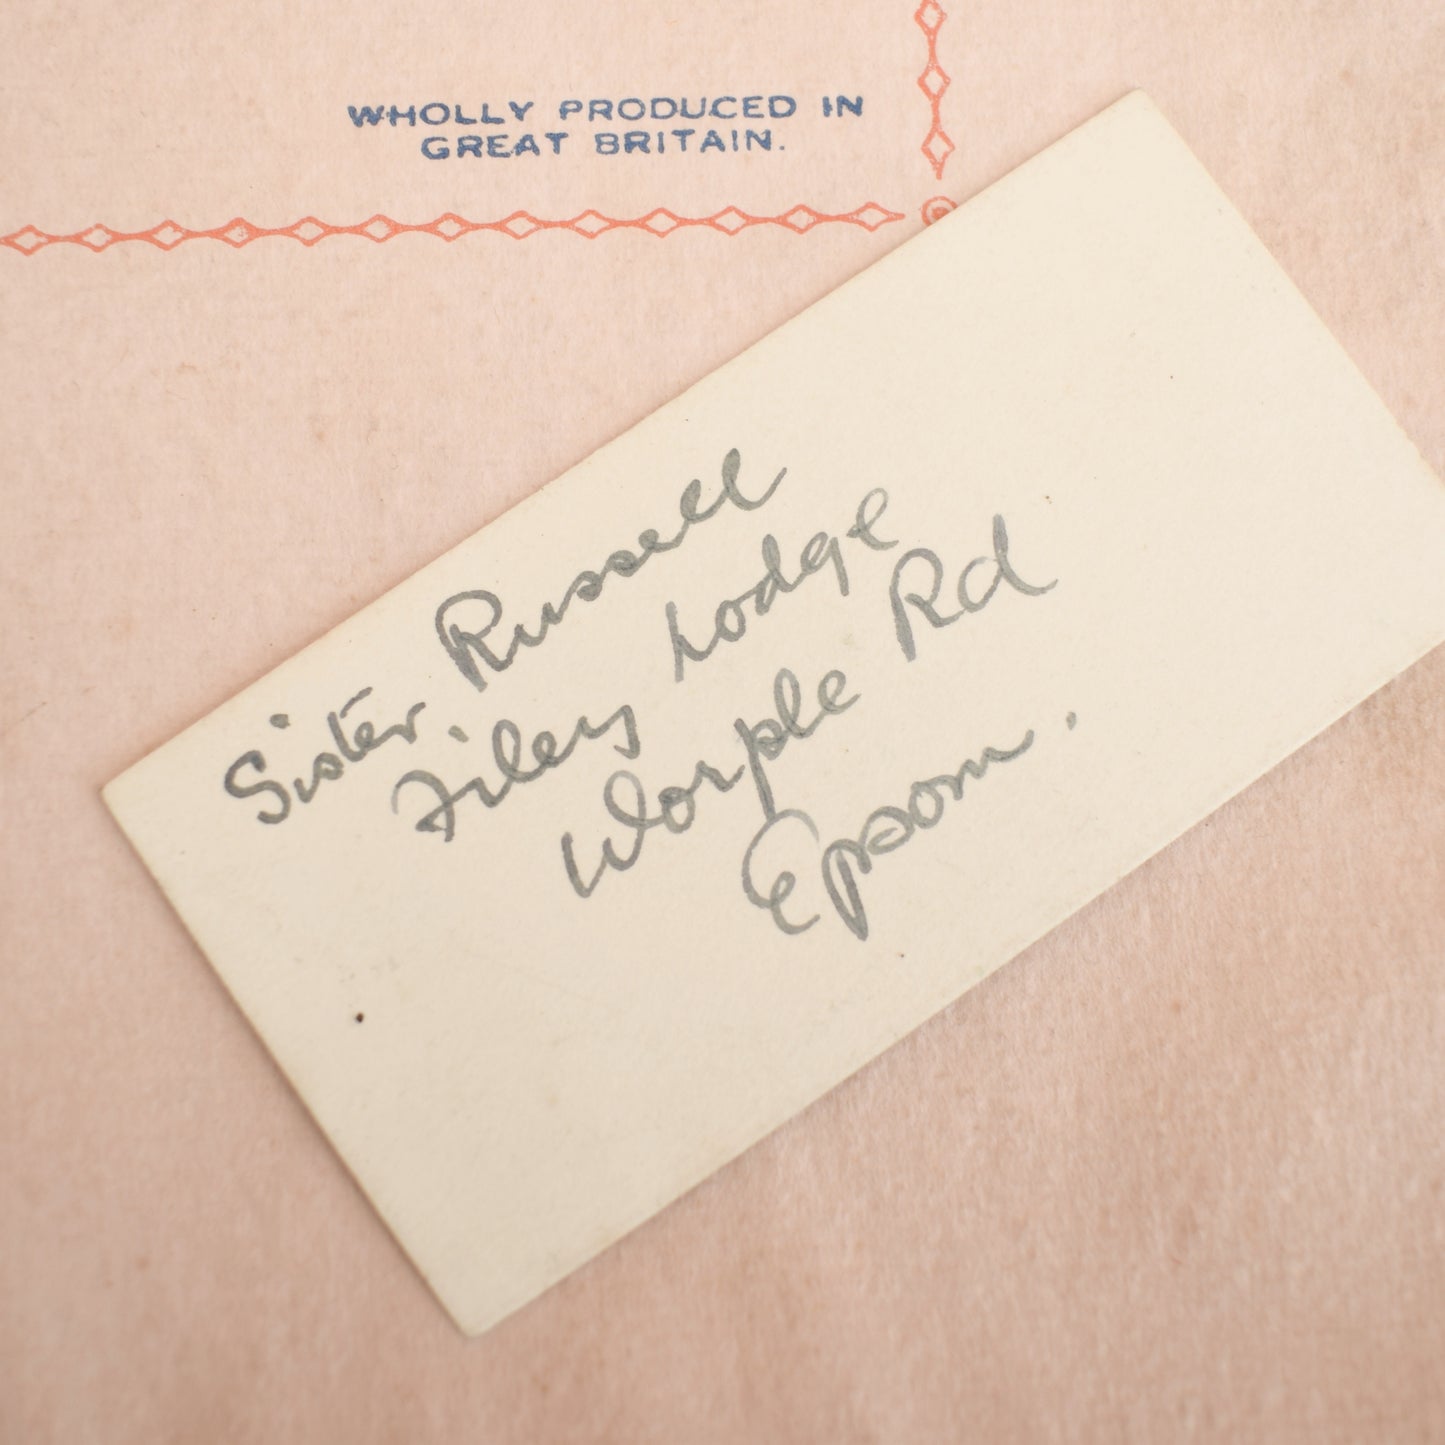 WHOLLY PRODUCED IN
GREAT BRITAIN.
Sister. Russell
Filey Lodge
Worple Rd
Epsom.